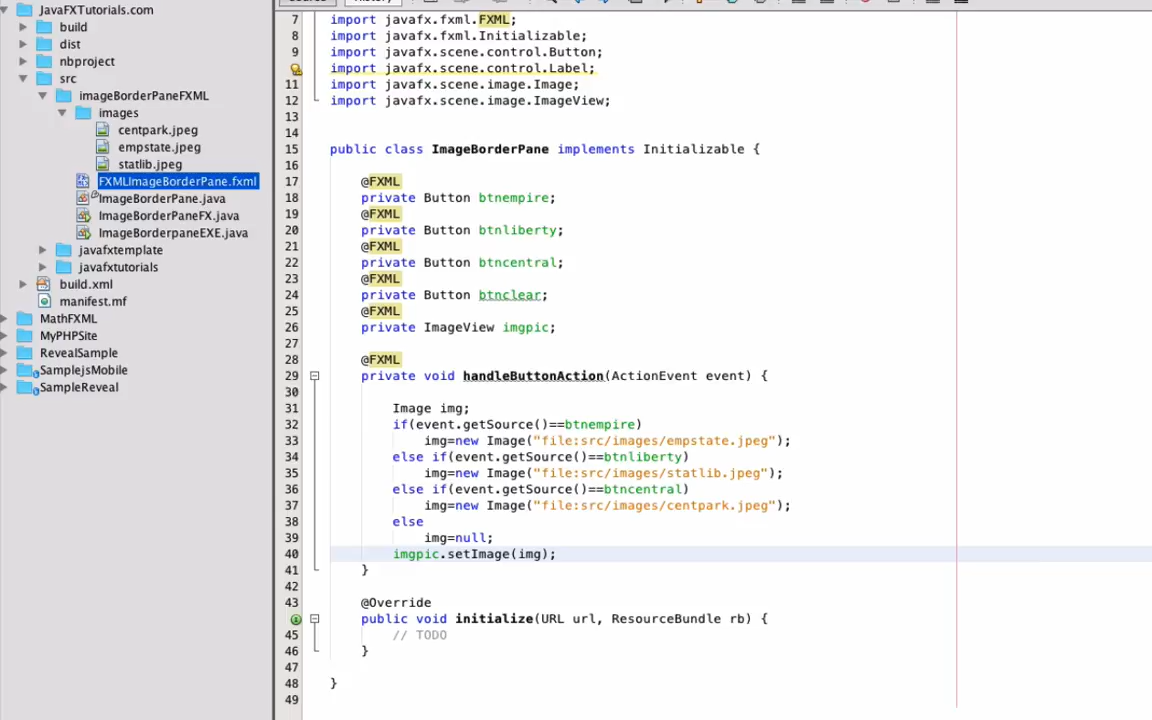 JavaFXTutorials.com
build
dist
nbproject
src
imageBorderPaneFXML
images
centpark.jpeg
empstate.jpeg
statlib.jpeg
FXMLImageBorderPane.fxml
ImageBorderPane.java
ImageBorderPaneFX.java
ImageBorderpaneEXE.java
javafxtemplate
javafxtutorials
build.xml
manifest.mf
MathFXML
MyPHPSite
RevealSample
SamplejsMobile
SampleReveal
7 import javafx.fxml.FXML;
8 import javafx.fxml.Initializable;
9 import javafx.scene.control.Button;
import javafx.scene.control.Label;
11 import javafx.scene.image.Image;
12 import javafx.scene.image.ImageView;
13
14
15 public class ImageBorderPane implements Initializable {
16
17 @FXML
18 private Button btnempire;
19 @FXML
20 private Button btnliberty;
21 @FXML
22 private Button btncentral;
23 @FXML
24 private Button btnclear;
25 @FXML
26 private ImageView imgpic;
27
28 @FXML
29 private void handleButtonAction(ActionEvent event) {
30
31 Image img;
32 if(event.getSource()==btnempire)
33 img=new Image("file:src/images/empstate.jpeg");
34 else if(event.getSource()==btnliberty)
35 img=new Image("file:src/images/statlib.jpeg");
36 else if(event.getSource()==btncentral)
37 img=new Image("file:src/images/centpark.jpeg");
38 else
39 img=null;
40 imgpic.setImage(img);
41 }
42
43 @Override
public void initialize(URL url, ResourceBundle rb) {
45 // TODO
46 }
47
48 }
49